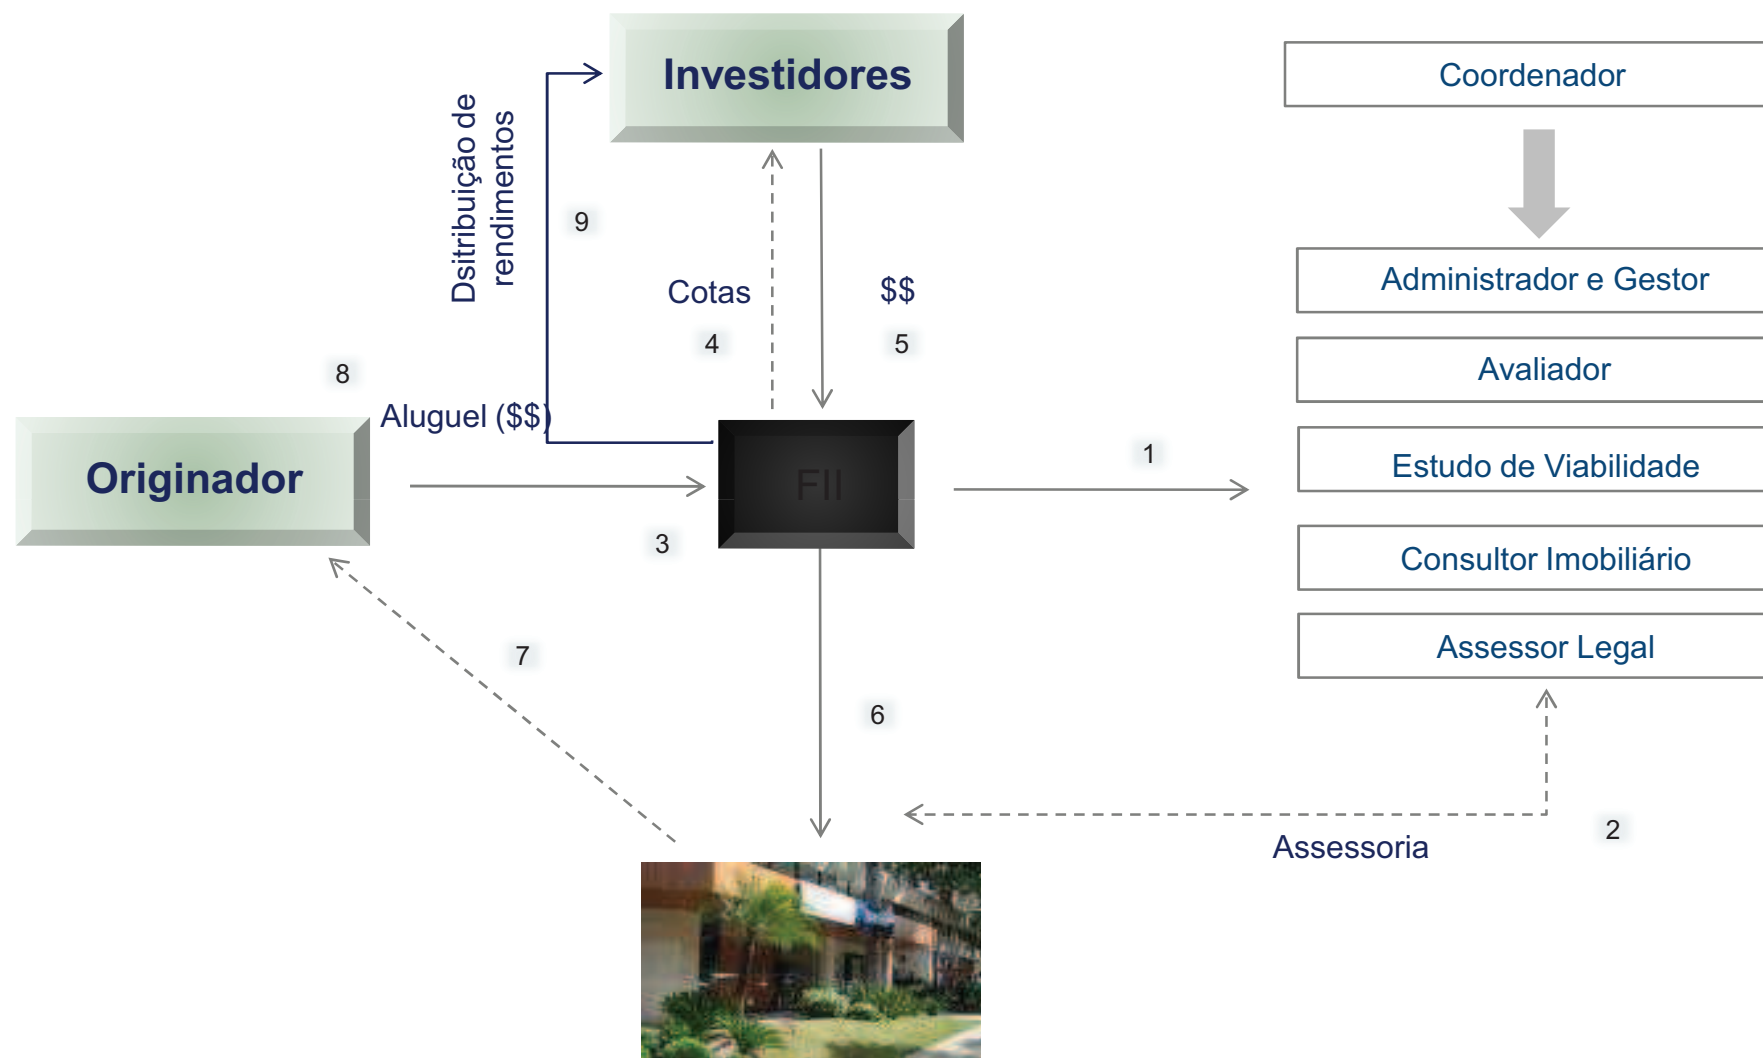 Investidores
Coordenador
Dsitribuição de
rendimentos
9
Cotas
$$
4
5
Administrador e Gestor
Avaliador
8
Aluguel ($$)
Originador
FII
1
3
Estudo de Viabilidade
Consultor Imobiliário
Assessor Legal
7
6
2
Assessoria